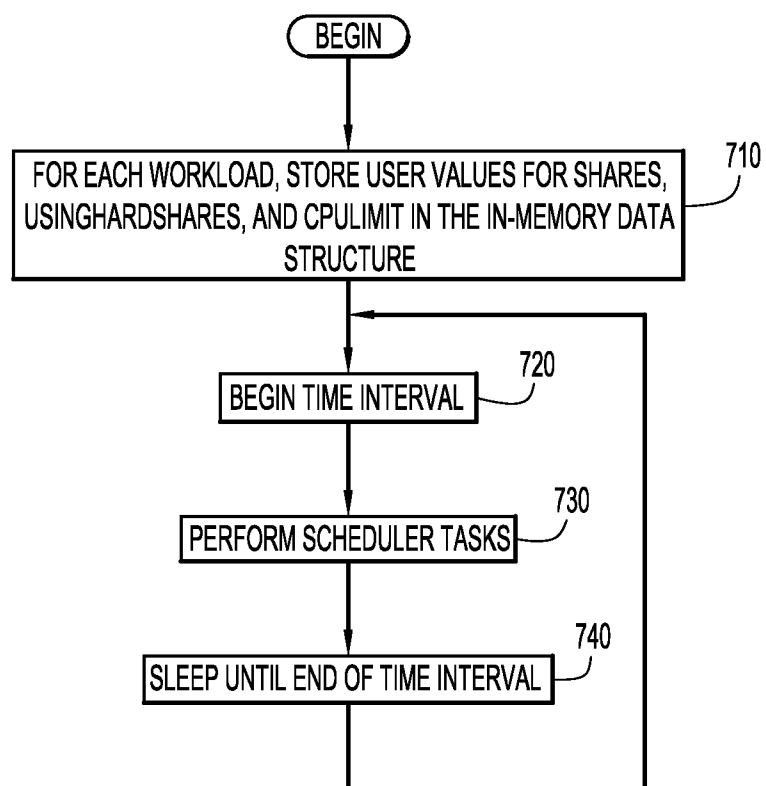 BEGIN
710
FOR EACH WORKLOAD, STORE USER VALUES FOR SHARES,
USINGHARDSHARES, AND CPULIMIT IN THE IN-MEMORY DATA
STRUCTURE
720
BEGIN TIME INTERVAL
730
PERFORM SCHEDULER TASKS
740
SLEEP UNTIL END OF TIME INTERVAL